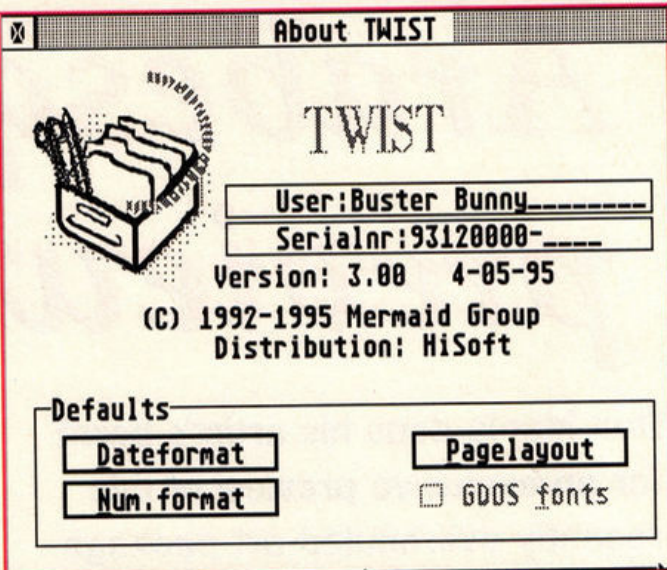 About TWIST
TWIST
User:Buster Bunny_________
Serialnr:93120000-____
Version: 3.00 4-05-95
(C) 1992-1995 Mermaid Group
Distribution: HiSoft
Defaults
Dateformat
Pagelayout
Num.format
GDOS fonts